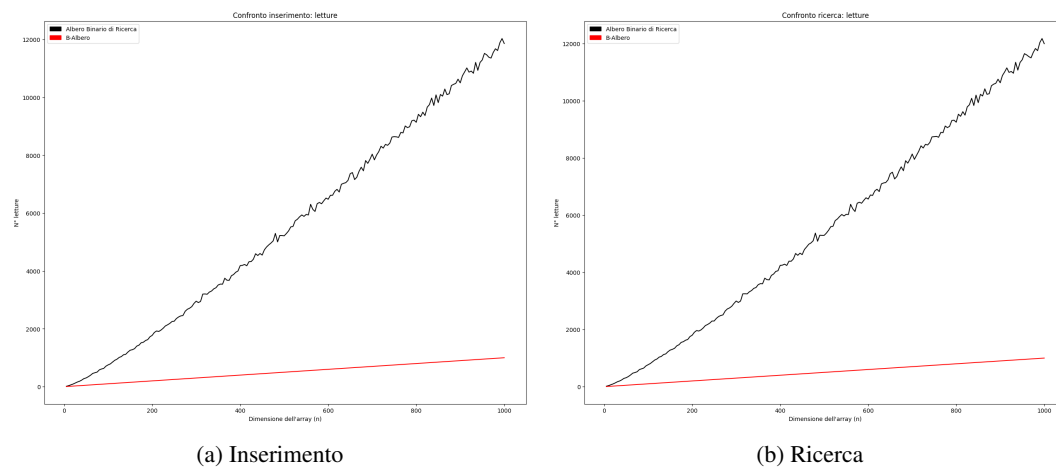 Confronto inserimento: letture
Albero Binario di Ricerca
B-Albero
12000
10000
8000
6000
4000
2000
0
N° letture
0 200 400 600 800 1000
Dimensione dell'array (n)
(a) Inserimento
Confronto ricerca: letture
Albero Binario di Ricerca
B-Albero
12000
10000
8000
6000
4000
2000
0
N° letture
0 200 400 600 800 1000
Dimensione dell'array (n)
(b) Ricerca